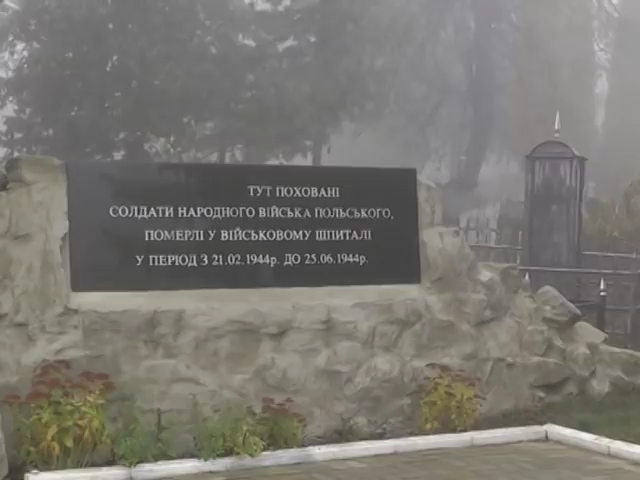 ТУТ ПОХОВАНІ
СОЛДАТИ НАРОДНОГО ВІЙСЬКА ПОЛЬСЬКОГО,
ПОМЕРЛІ У ВІЙСЬКОВОМУ ШПИТАЛІ
У ПЕРІОД З 21.02.1944р. ДО 25.06.1944р.